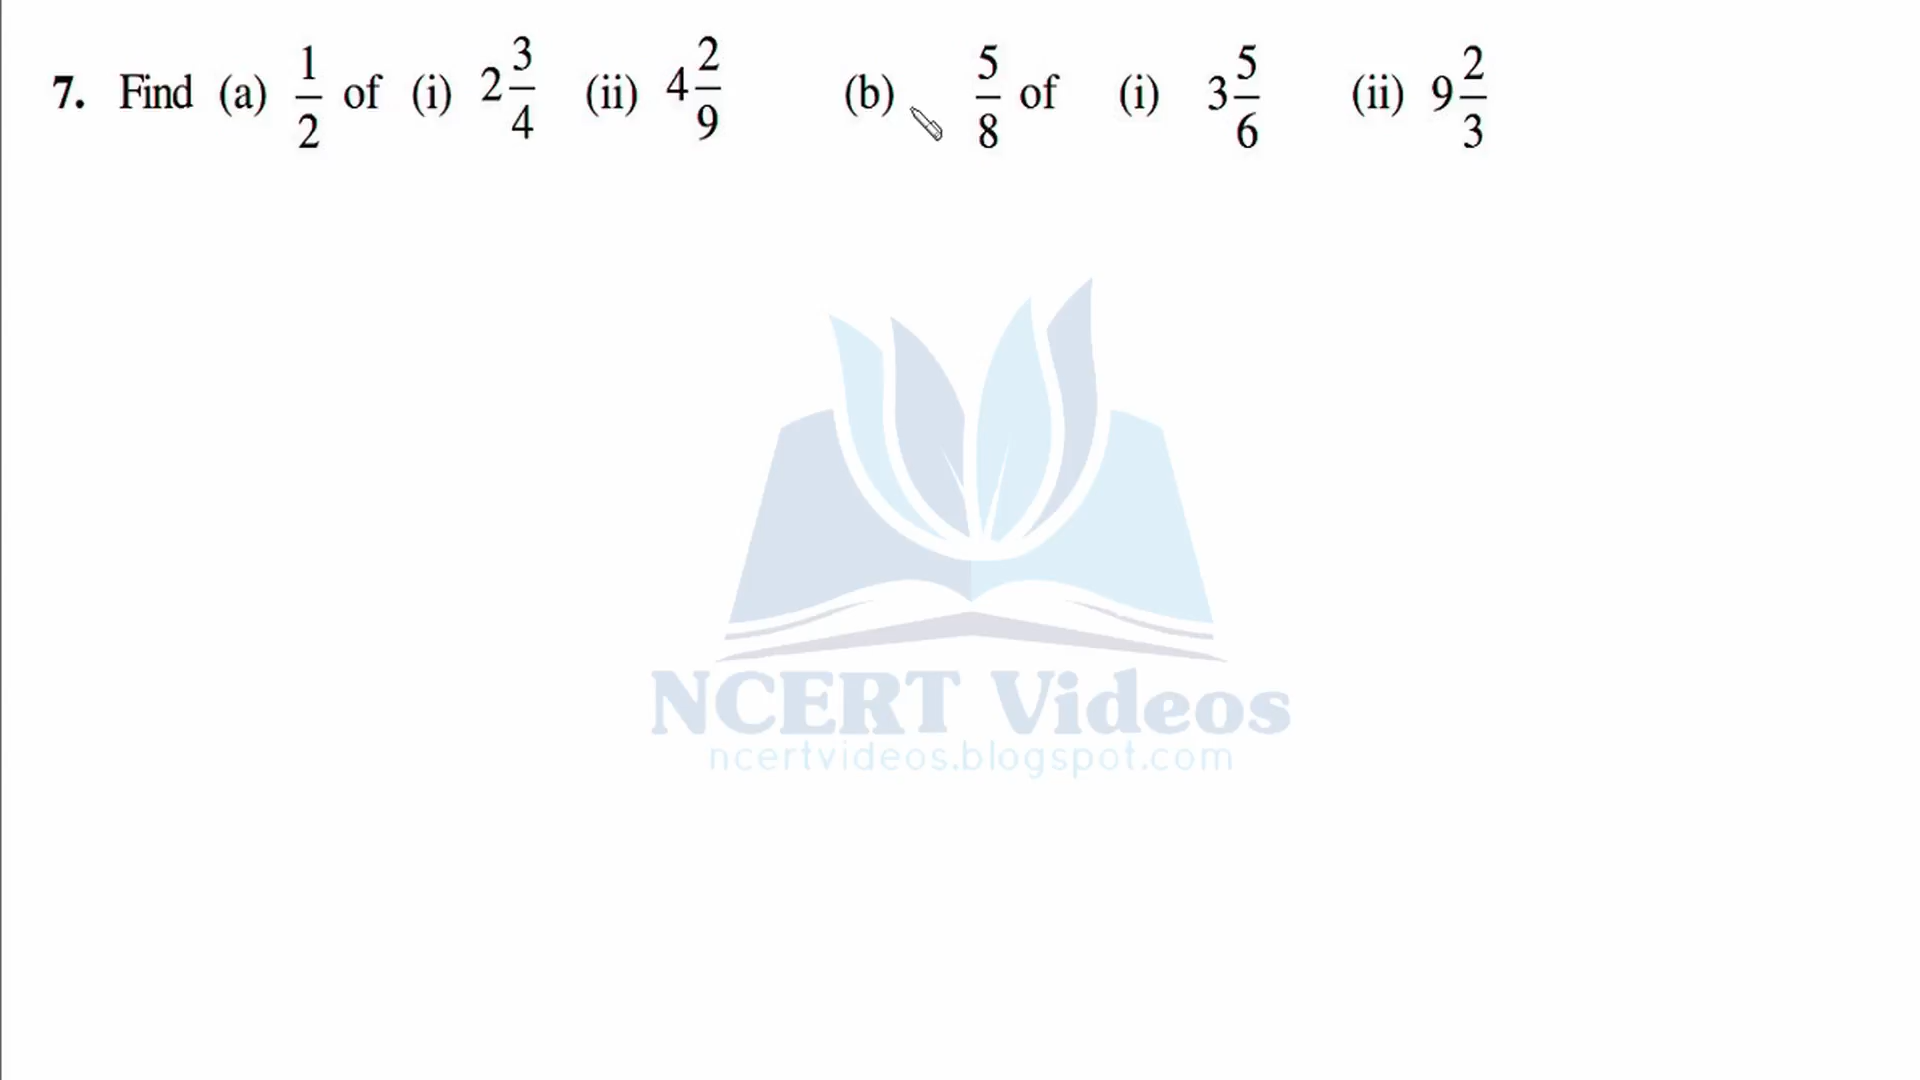 7. Find (a) 1/2 of (i) 2 3/4 (ii) 4 2/9 (b) 5/8 of (i) 3 5/6 (ii) 9 2/3
NCERT Videos
ncertvideos.blogspot.com